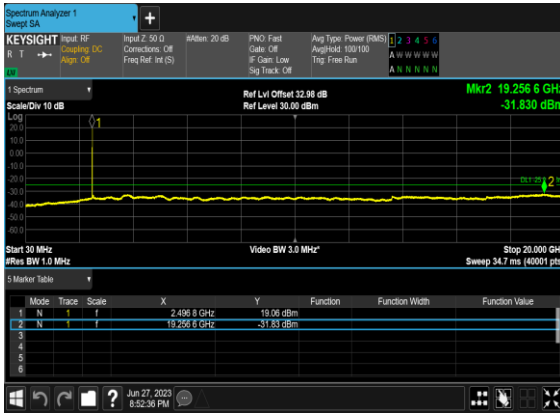 Spectrum Analyzer 1
Swept SA
+
KEYSIGHT Input: RF Input Z: 50 Ω #Atten: 20 dB PNO: Fast Avg Type: Power (RMS) 1 2 3 4 5 6
R T Coupling: DC Corrections: Off Gate: Off Avg|Hold: 100/100 A W W W W W
Align: Off Freq Ref: Int (S) IF Gain: Low Trig: Free Run
Sig Track: Off A N N N N N
1 Spectrum Ref Lvl Offset 32.98 dB Mkr2 19.256 6 GHz
Scale/Div 10 dB Ref Level 30.00 dBm -31.830 dBm
Log
20.0
10.0
0.00
-10.0
-20.0
-30.0
-40.0
-50.0
-60.0
1
2
Start 30 MHz Video BW 3.0 MHz* Stop 20.000 GH
#Res BW 1.0 MHz Sweep 34.7 ms (40001 pts
5 Marker Table
Mode Trace Scale X Y Function Function Width Function Value
1 N 1 f 2.496 8 GHz 19.06 dBm
2 N 1 f 19.256 6 GHz -31.83 dBm
3
4
5
6
? Jun 27, 2023
8:52:36 PM